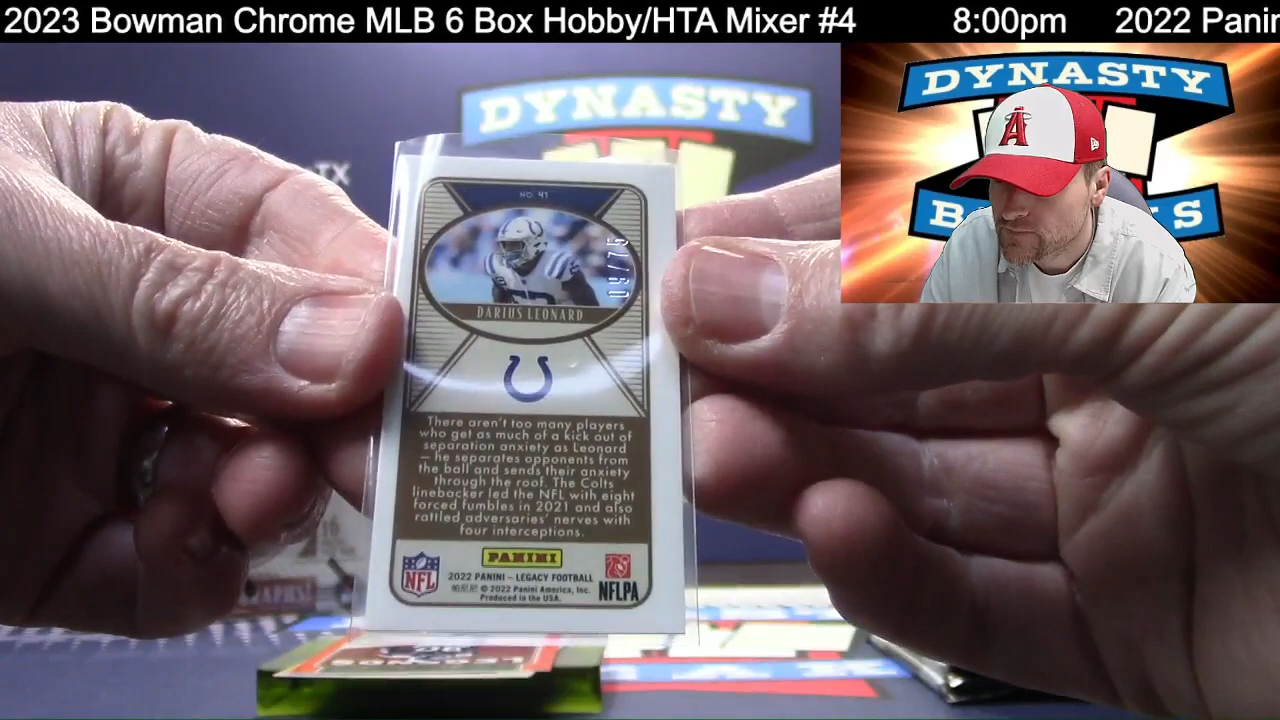 2023 Bowman Chrome MLB 6 Box Hobby/HTA Mixer #4 8:00pm 2022 Panin
DYNASTY
DYNASTY
NO. 41
09/75
DARIUS LEONARD
There aren't too many players
who get as much of a kick out of
separation anxiety as Leonard
— he separates opponents from
the ball and sends their anxiety
through the roof. The Colts
linebacker led the NFL with eight
forced fumbles in 2021 and also
rattled adversaries' nerves with
four interceptions.
PANINI
NFL
2022 PANINI – LEGACY FOOTBALL
© 2022 Panini America, Inc.
Produced in the USA.
NFLPA